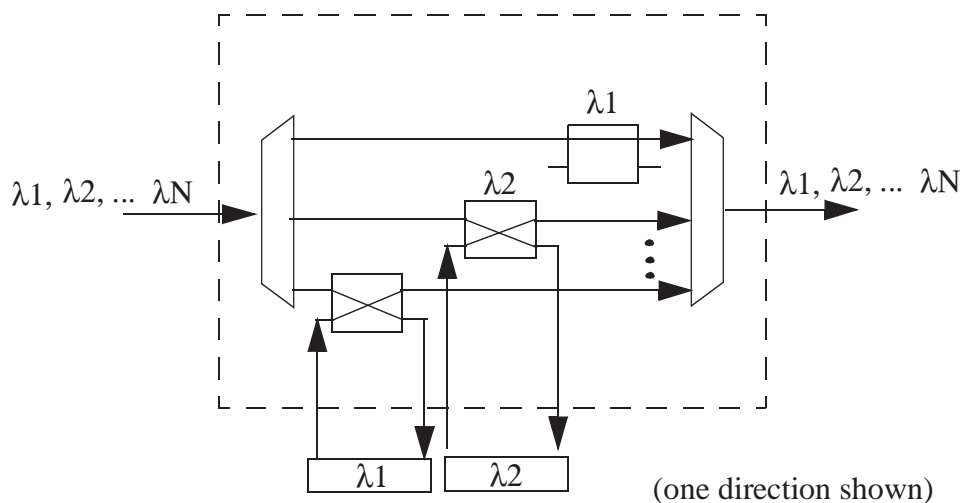 λ1
λ2
λ1, λ2, ... λN
λ1, λ2, ... λN
λ1
λ2
(one direction shown)